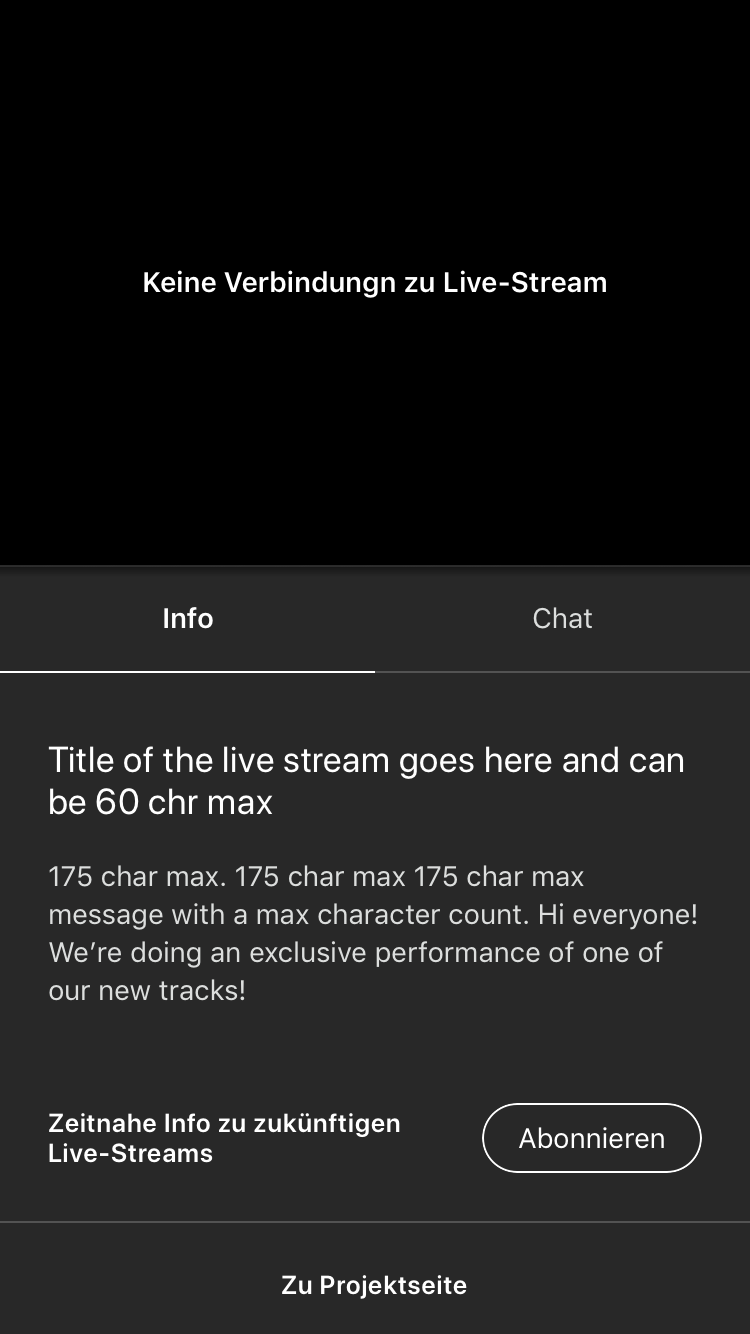 Keine Verbindungn zu Live-Stream
Info
Chat
Title of the live stream goes here and can
be 60 chr max
175 char max. 175 char max 175 char max
message with a max character count. Hi everyone!
We’re doing an exclusive performance of one of
our new tracks!
Zeitnahe Info zu zukünftigen
Live-Streams
Abonnieren
Zu Projektseite